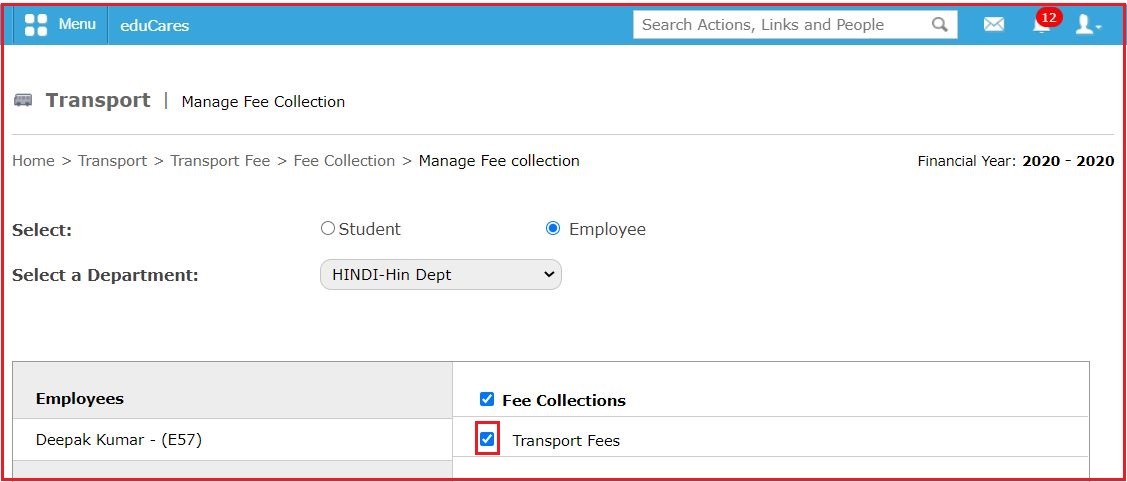 Menu eduCares Search Actions, Links and People 12
Transport | Manage Fee Collection
Home > Transport > Transport Fee > Fee Collection > Manage Fee collection Financial Year: 2020 - 2020
Select: Student Employee
Select a Department: HINDI-Hin Dept
Employees Fee Collections
Deepak Kumar - (E57) Transport Fees